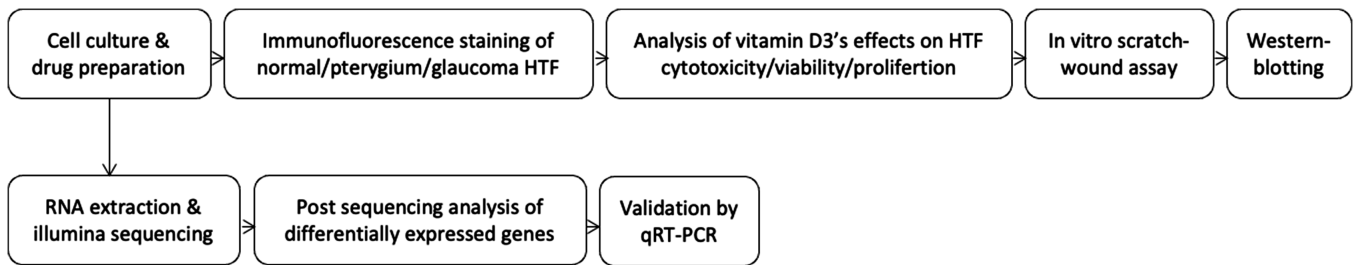 Cell culture &
drug preparation
Immunofluorescence staining of
normal/pterygium/glaucoma HTF
Analysis of vitamin D3’s effects on HTF
cytotoxicity/viability/prolifertion
In vitro scratch-
wound assay
Western-
blotting
RNA extraction &
illumina sequencing
Post sequencing analysis of
differentially expressed genes
Validation by
qRT-PCR